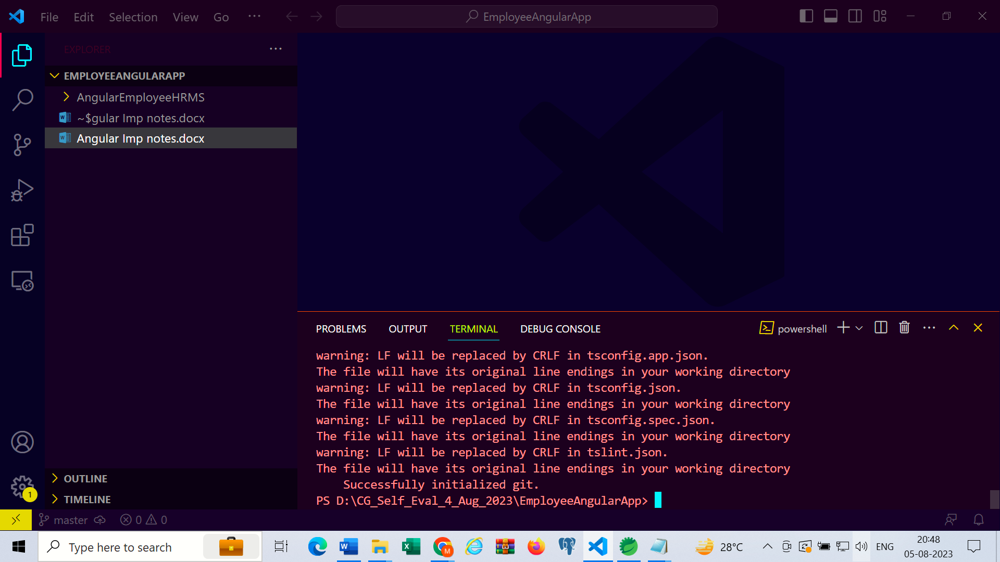 File Edit Selection View Go ···
EmployeeAngularApp
EXPLORER
EMPLOYEEANGULARAPP
AngularEmployeeHRMS
~$gular Imp notes.docx
Angular Imp notes.docx
OUTLINE
TIMELINE
PROBLEMS OUTPUT TERMINAL DEBUG CONSOLE
powershell
warning: LF will be replaced by CRLF in tsconfig.app.json.
The file will have its original line endings in your working directory
warning: LF will be replaced by CRLF in tsconfig.json.
The file will have its original line endings in your working directory
warning: LF will be replaced by CRLF in tsconfig.spec.json.
The file will have its original line endings in your working directory
warning: LF will be replaced by CRLF in tslint.json.
The file will have its original line endings in your working directory
Successfully initialized git.
PS D:\CG_Self_Eval_4_Aug_2023\EmployeeAngularApp>
1
master 0 0
Type here to search
M
28°C
ENG
20:48
05-08-2023